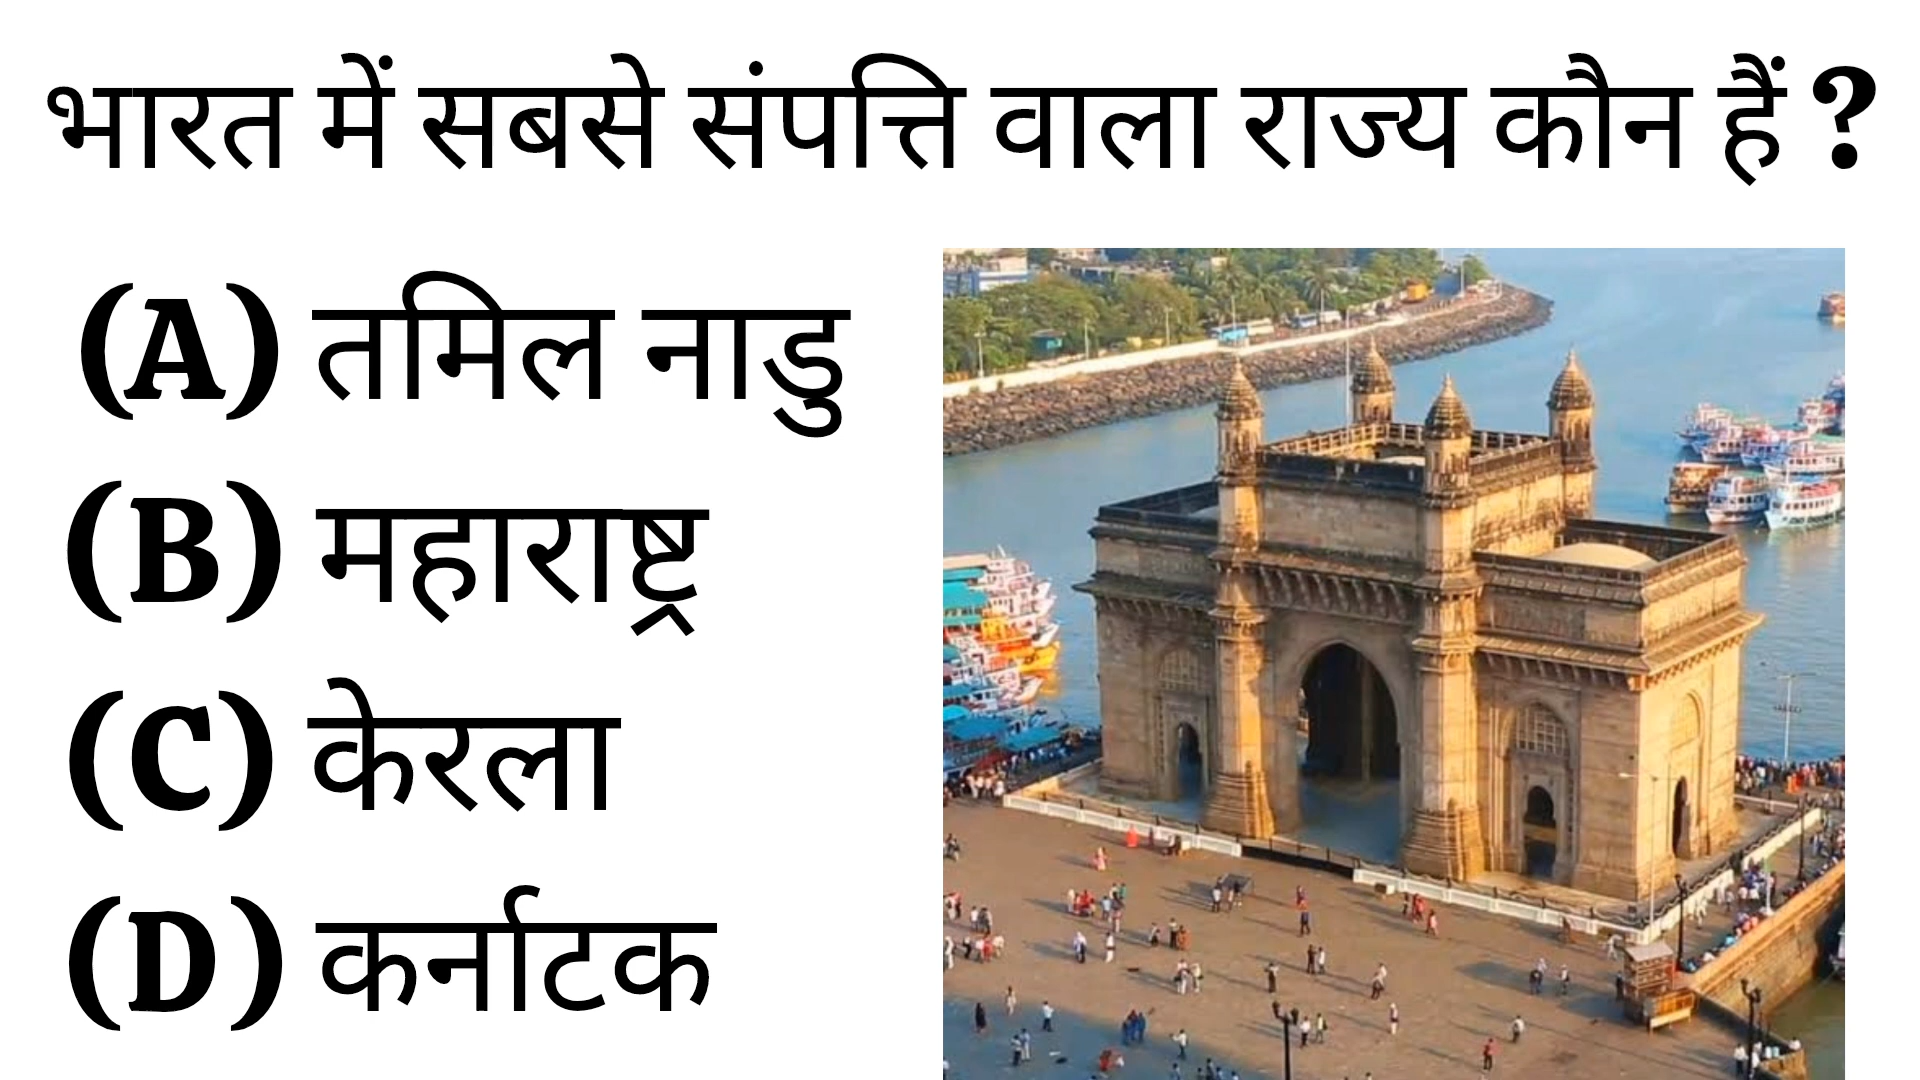 भारत में सबसे संपत्ति वाला राज्य कौन हैं ?
(A) तमिल नाडु
(B) महाराष्ट्र
(C) केरला
(D) कर्नाटक